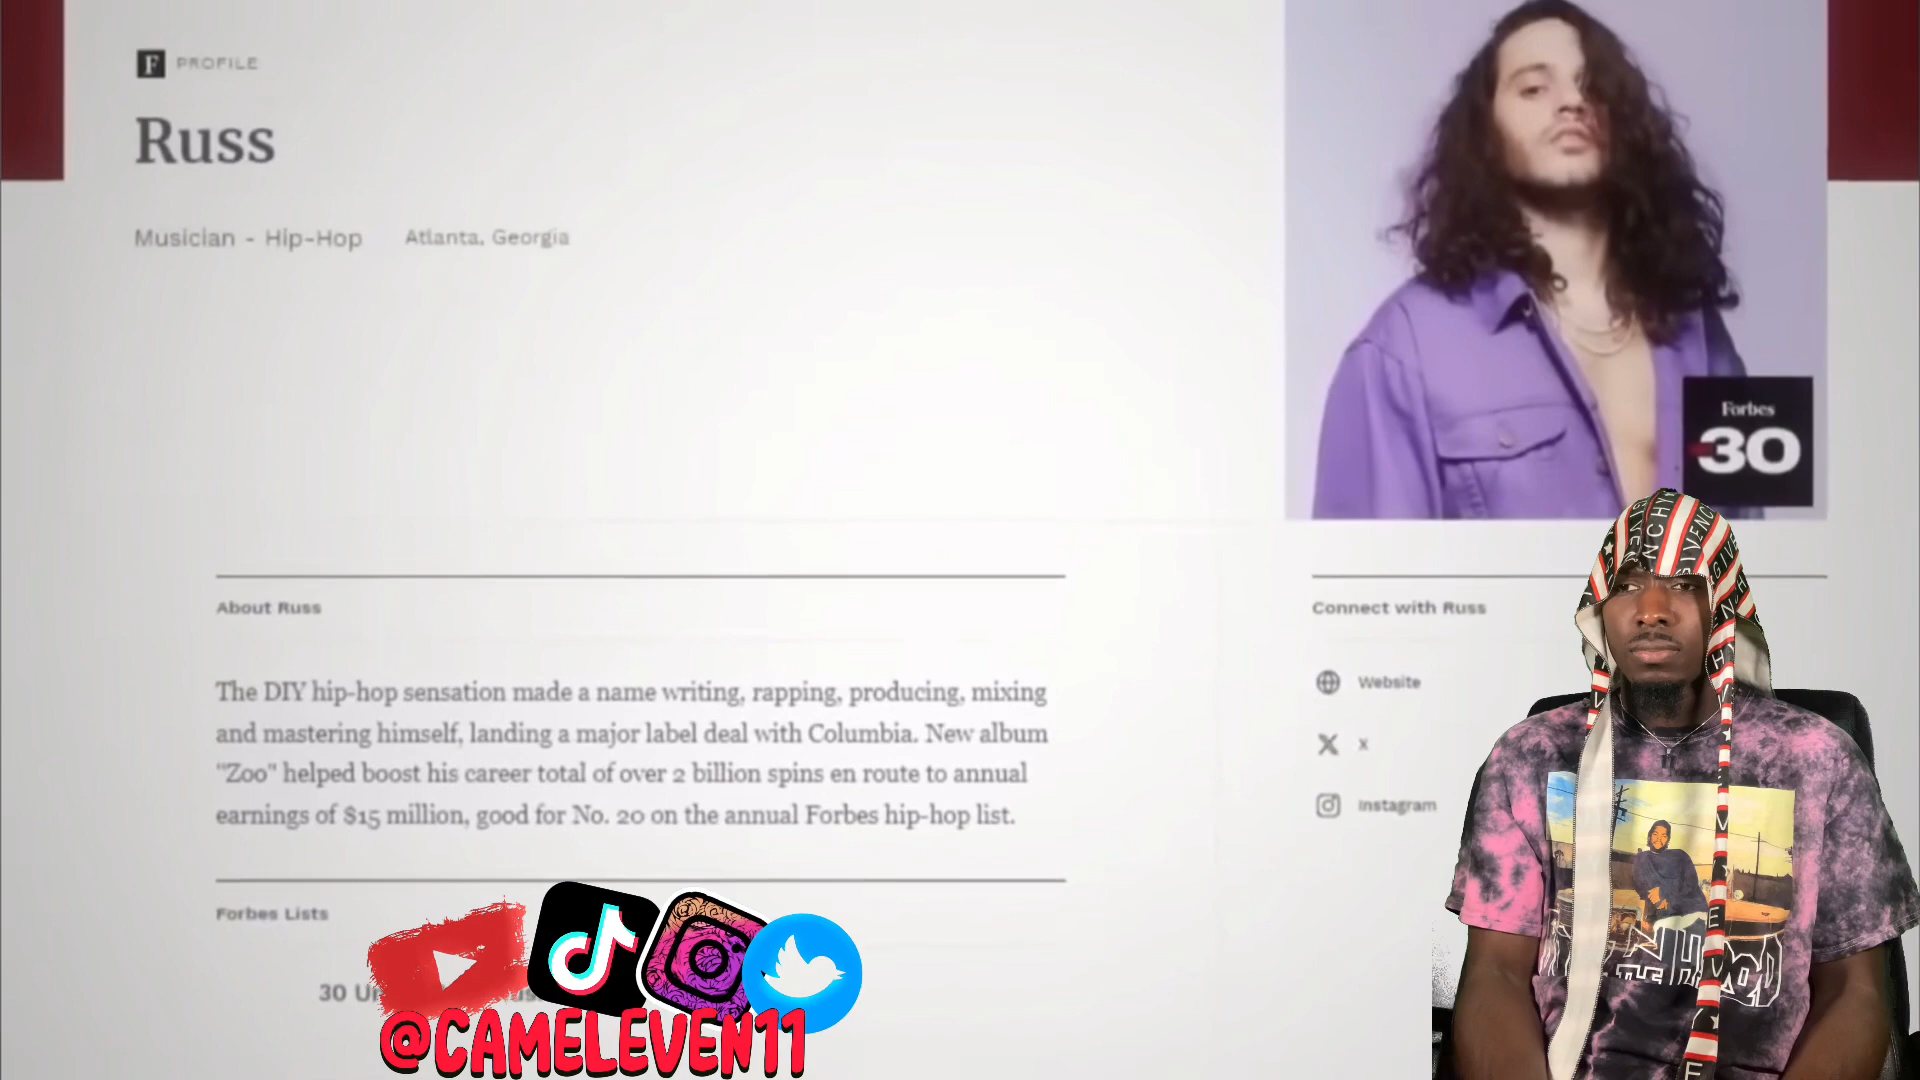 F PROFILE
Russ
Musician - Hip-Hop
Atlanta, Georgia
Forbes
30
About Russ
The DIY hip-hop sensation made a name writing, rapping, producing, mixing
and mastering himself, landing a major label deal with Columbia. New album
"Zoo" helped boost his career total of over 2 billion spins en route to annual
earnings of $15 million, good for No. 20 on the annual Forbes hip-hop list.
Connect with Russ
Website
X
Instagram
Forbes Lists
30
@CAMELEVEN11
GIVENCHY